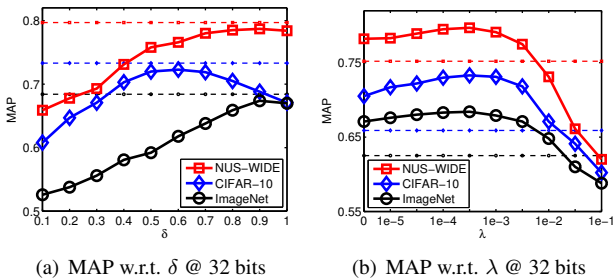 0.8
0.7
0.6
0.5
MAP
0.1 0.2 0.3 0.4 0.5 0.6 0.7 0.8 0.9 1
δ
NUS-WIDE
CIFAR-10
ImageNet
0.75
0.65
0.55
MAP
0 1e-5 1e-4 1e-3 1e-2 1e-1
λ
NUS-WIDE
CIFAR-10
ImageNet
(a) MAP w.r.t. δ @ 32 bits
(b) MAP w.r.t. λ @ 32 bits